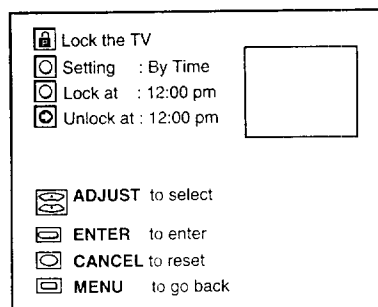 Lock the TV
Setting : By Time
Lock at : 12:00 pm
Unlock at : 12:00 pm
ADJUST to select
ENTER to enter
CANCEL to reset
MENU to go back